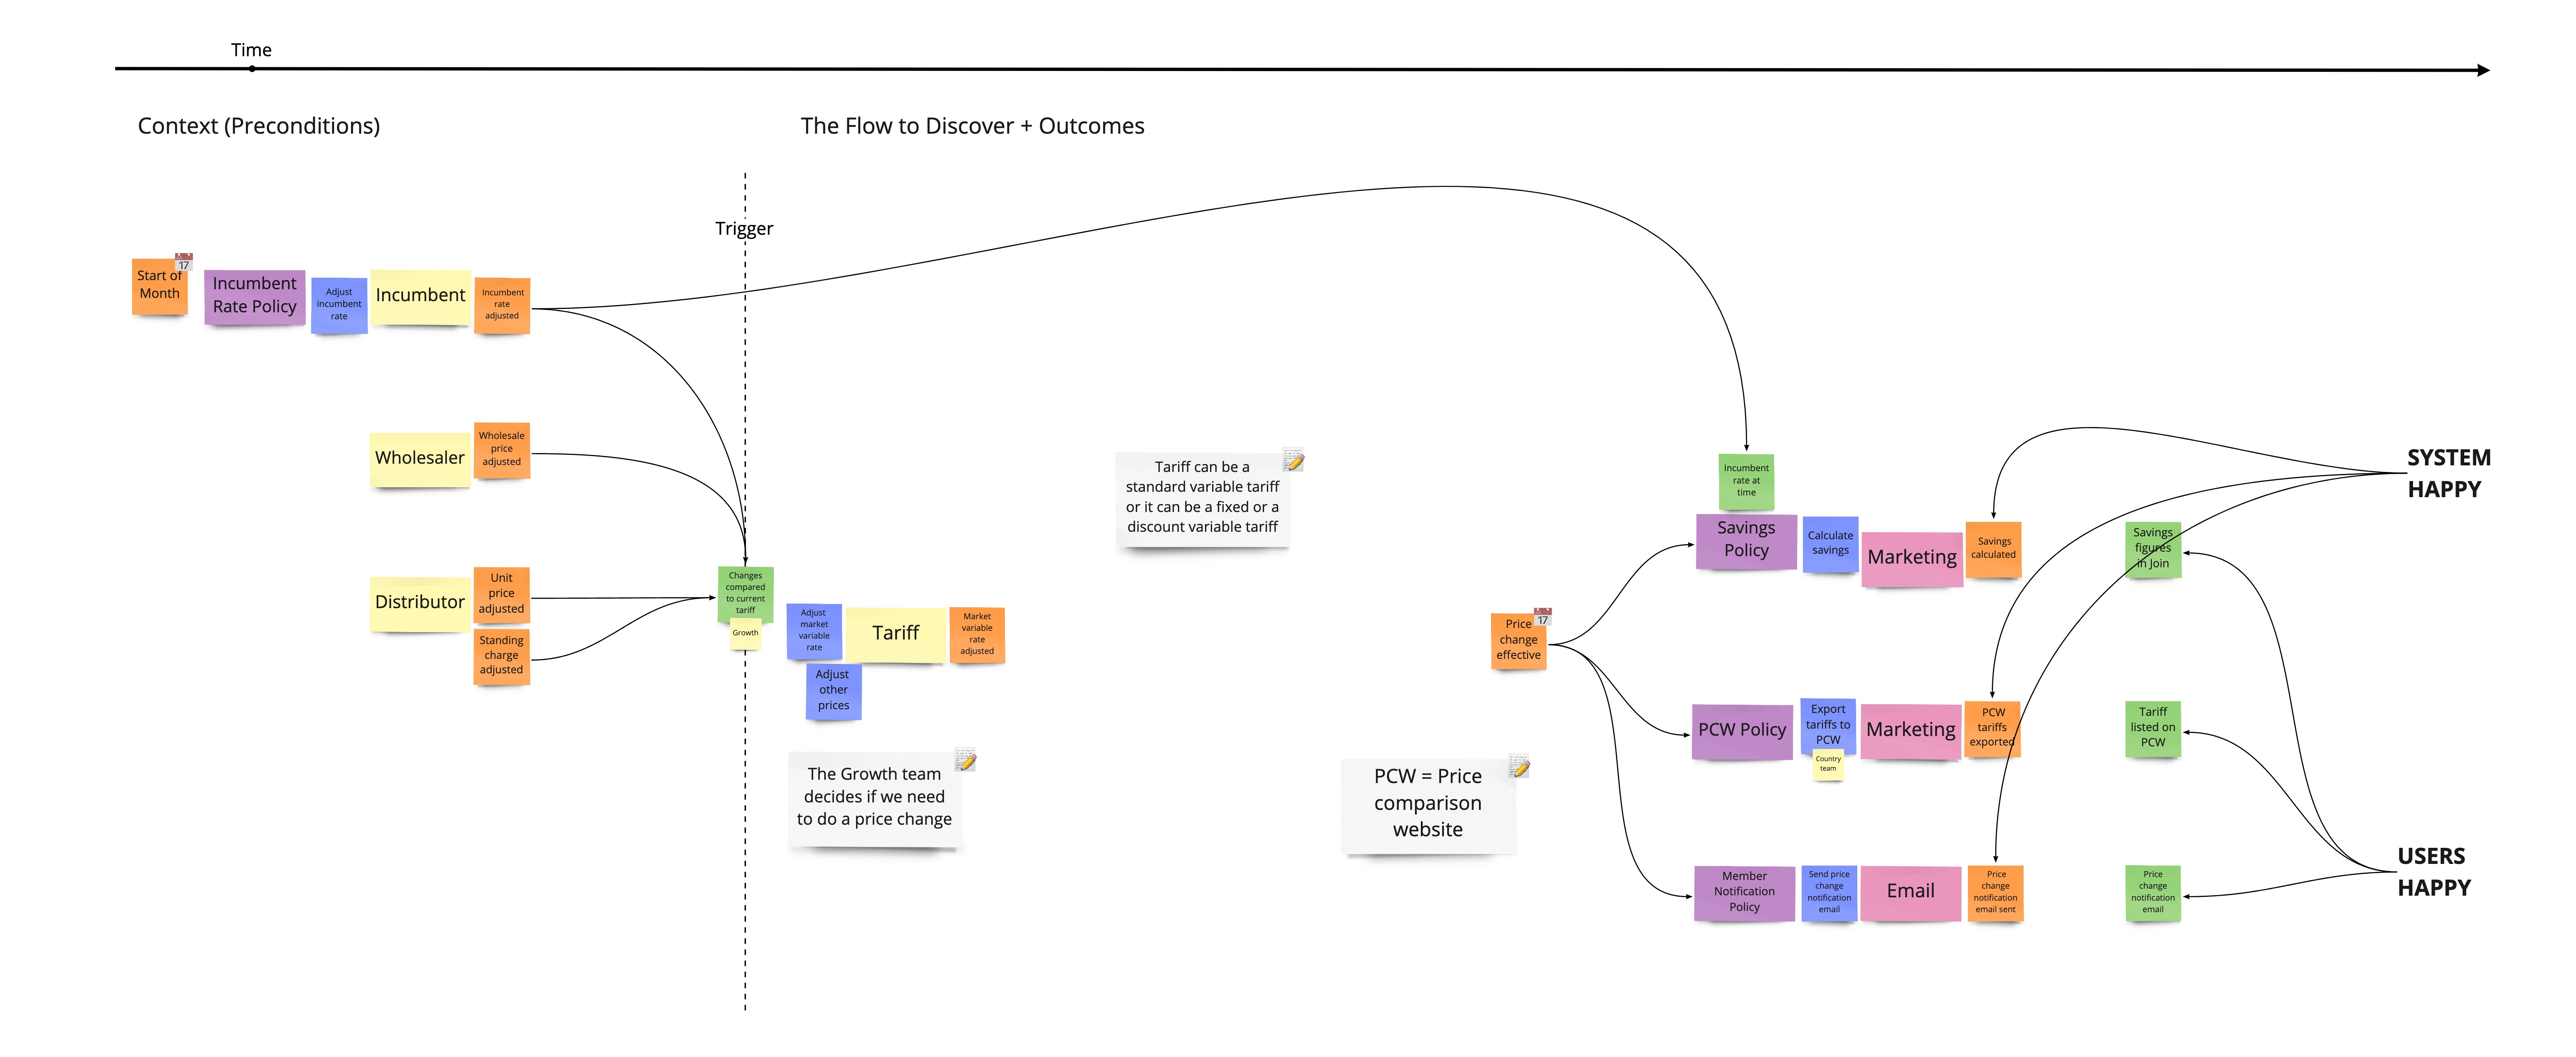 Time
Context (Preconditions)
The Flow to Discover + Outcomes
Trigger
Start of
Month
17
Incumbent
Rate Policy
Adjust
incumbent
rate
Incumbent
Incumbent
rate
adjusted
Wholesaler
Wholesale
price
adjusted
Distributor
Unit
price
adjusted
Standing
charge
adjusted
Changes
compared
to current
tariff
Growth
Adjust
market
variable
rate
Tariff
Market
variable
rate
adjusted
Adjust
other
prices
The Growth team
decides if we need
to do a price change
Tariff can be a
standard variable tariff
or it can be a fixed or a
discount variable tariff
PCW = Price
comparison
website
Price
change
effective
17
Incumbent
rate at
time
Savings
Policy
Calculate
savings
Marketing
Savings
calculated
Savings
figures
in Join
PCW Policy
Export
tariffs to
PCW
Country
team
Marketing
PCW
tariffs
exported
Tariff
listed on
PCW
Member
Notification
Policy
Send price
change
notification
email
Email
Price
change
notification
email sent
Price
change
notification
email
SYSTEM
HAPPY
USERS
HAPPY